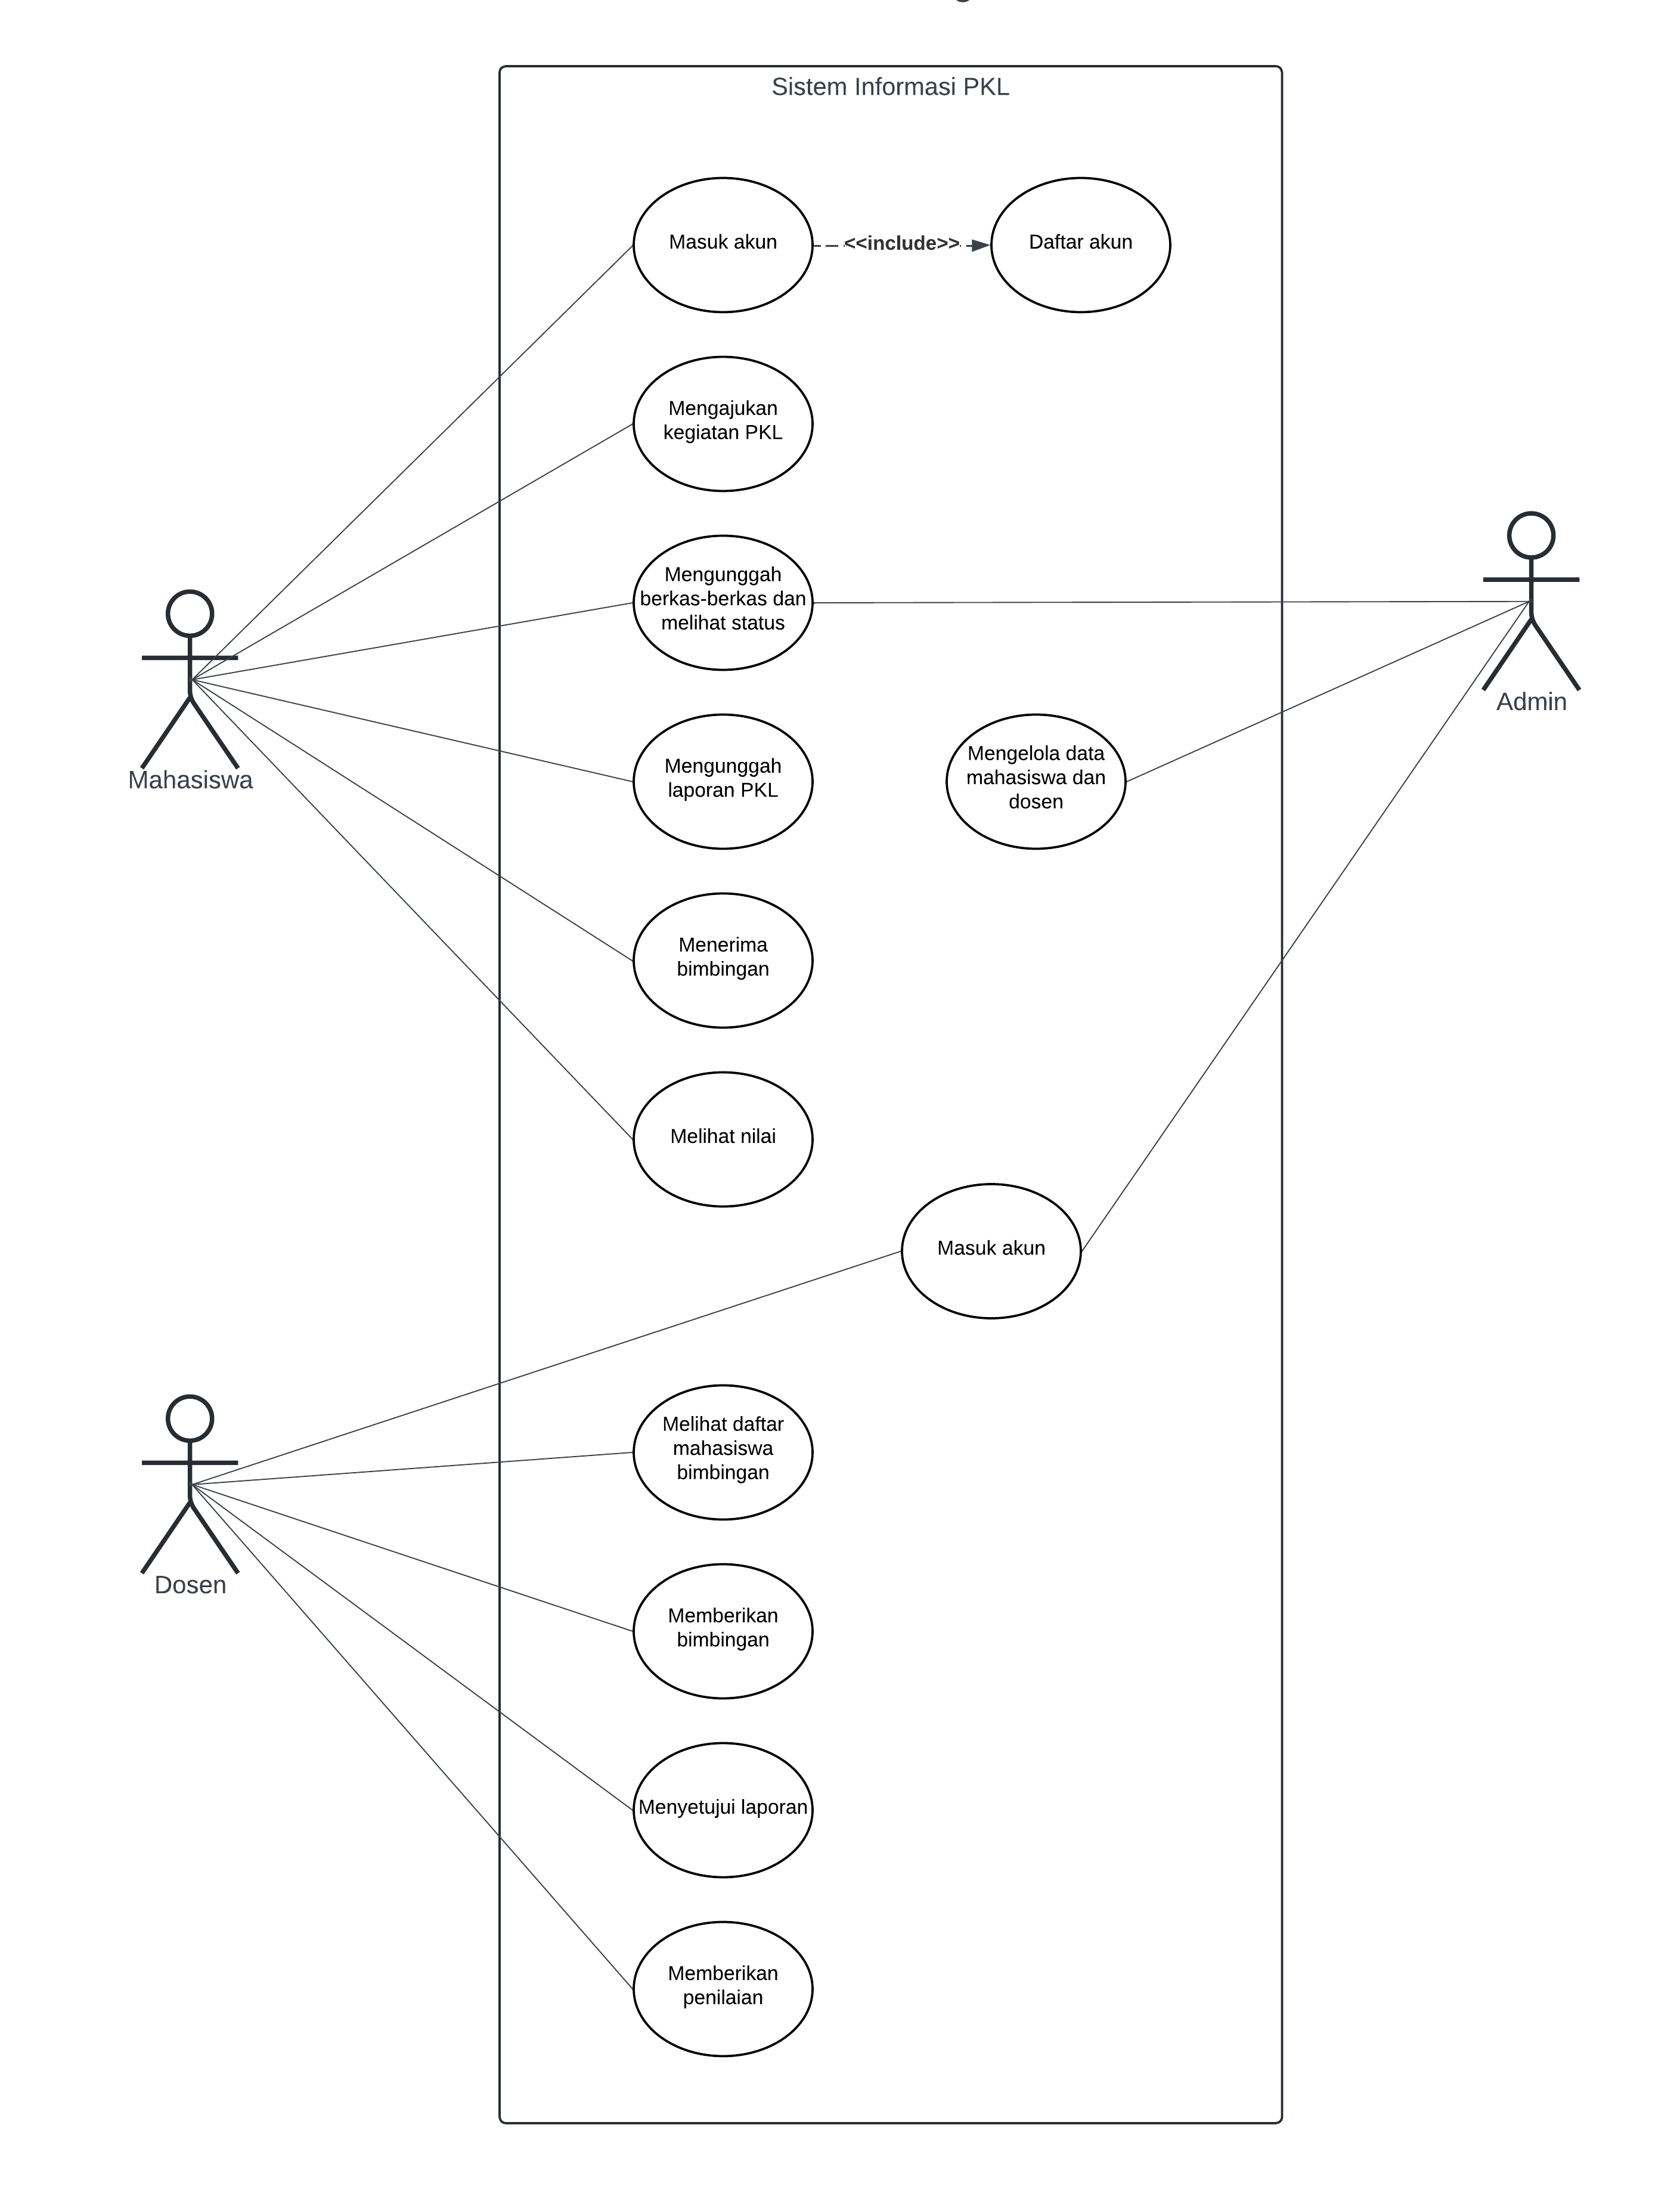 Sistem Informasi PKL
Masuk akun
<<include>>
Daftar akun
Mengajukan
kegiatan PKL
Mengunggah
berkas-berkas dan
melihat status
Admin
Mahasiswa
Mengunggah
laporan PKL
Mengelola data
mahasiswa dan
dosen
Menerima
bimbingan
Melihat nilai
Masuk akun
Melihat daftar
mahasiswa
bimbingan
Dosen
Memberikan
bimbingan
Menyetujui laporan
Memberikan
penilaian